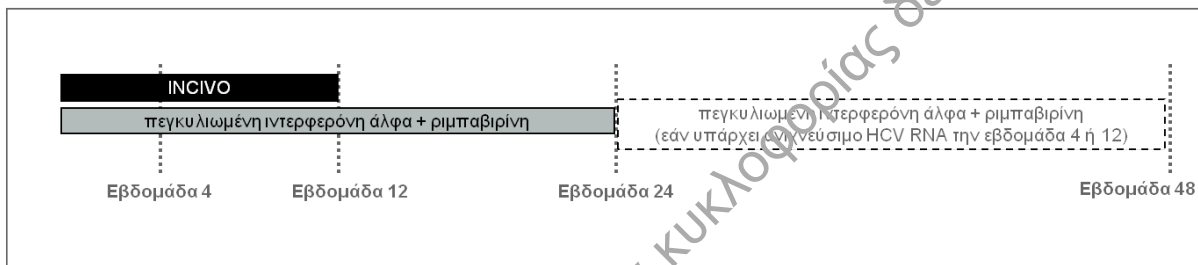 INCIVO
πεγκυλιωμένη ιντερφερόνη άλφα + ριμπαβιρίνη
πεγκυλιωμένη ιντερφερόνη άλφα + ριμπαβιρίνη
(εάν υπάρχει ανιχνεύσιμο HCV RNA την εβδομάδα 4 ή 12)
Εβδομάδα 4
Εβδομάδα 12
Εβδομάδα 24
Εβδομάδα 48
κυκλοφορίας